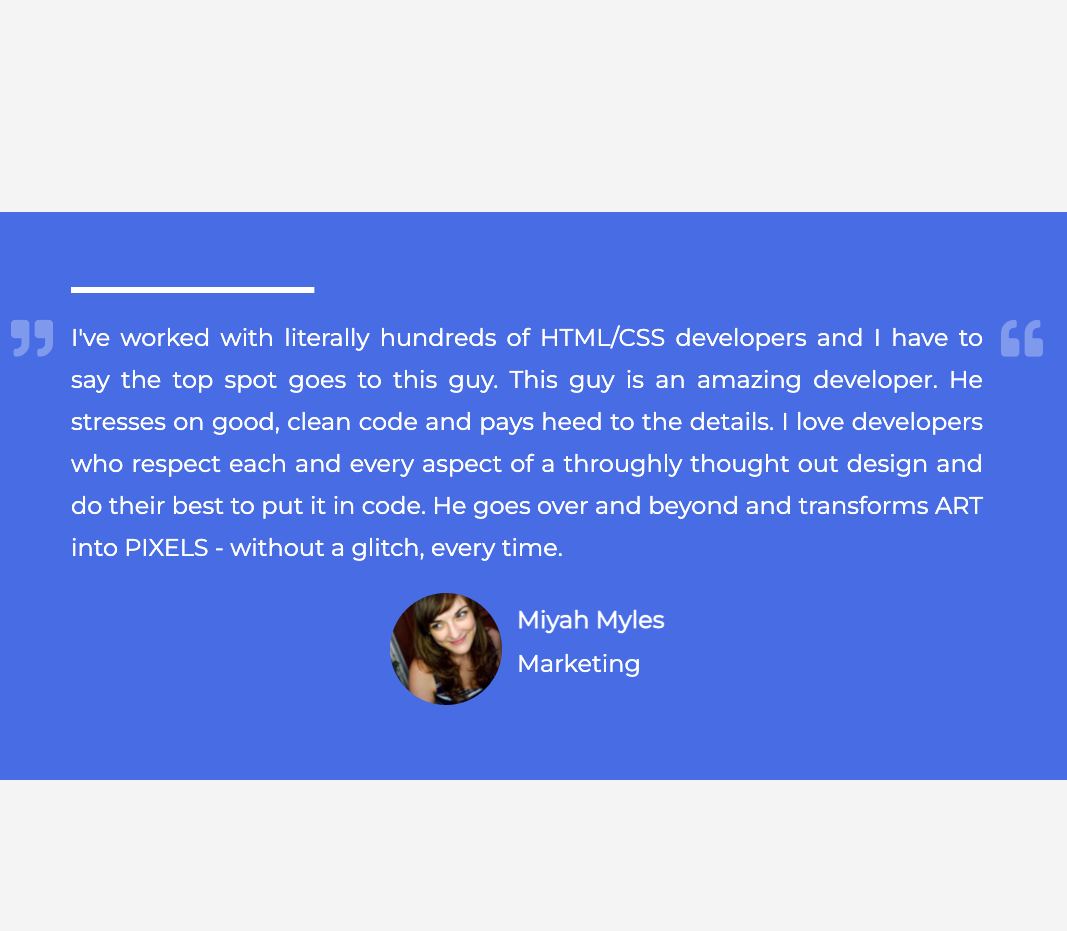 I've worked with literally hundreds of HTML/CSS developers and I have to
say the top spot goes to this guy. This guy is an amazing developer. He
stresses on good, clean code and pays heed to the details. I love developers
who respect each and every aspect of a throughly thought out design and
do their best to put it in code. He goes over and beyond and transforms ART
into PIXELS - without a glitch, every time.
Miyah Myles
Marketing